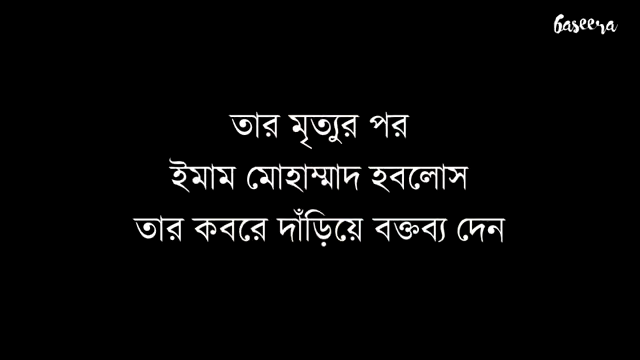 Baseera
তার মৃত্যুর পর
ইমাম মোহাম্মাদ হবলোস
তার কবরে দাঁড়িয়ে বক্তব্য দেন